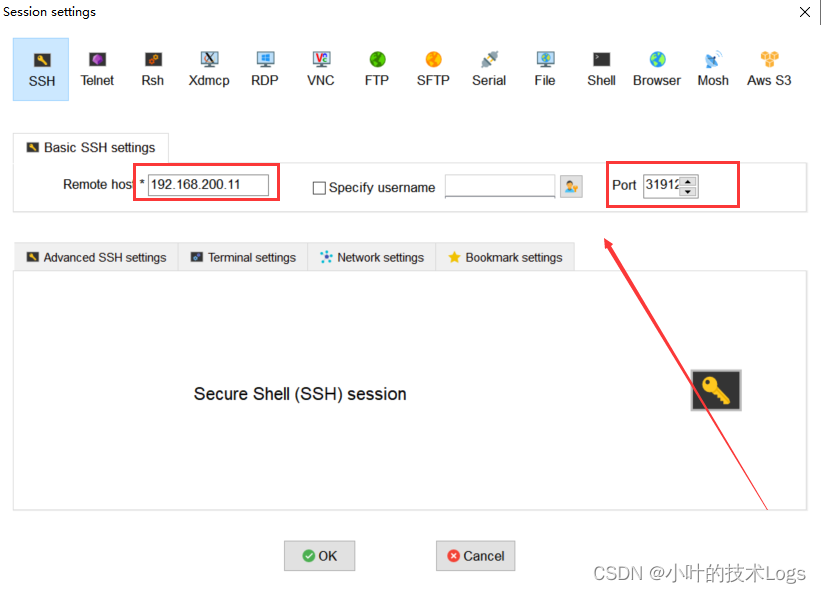 Session settings
SSH Telnet Rsh Xdmcp RDP VNC FTP SFTP Serial File Shell Browser Mosh Aws S3
Basic SSH settings
Remote host * 192.168.200.11 Specify username Port 31912
Advanced SSH settings Terminal settings Network settings Bookmark settings
Secure Shell (SSH) session
OK Cancel
CSDN @小叶的技术Logs